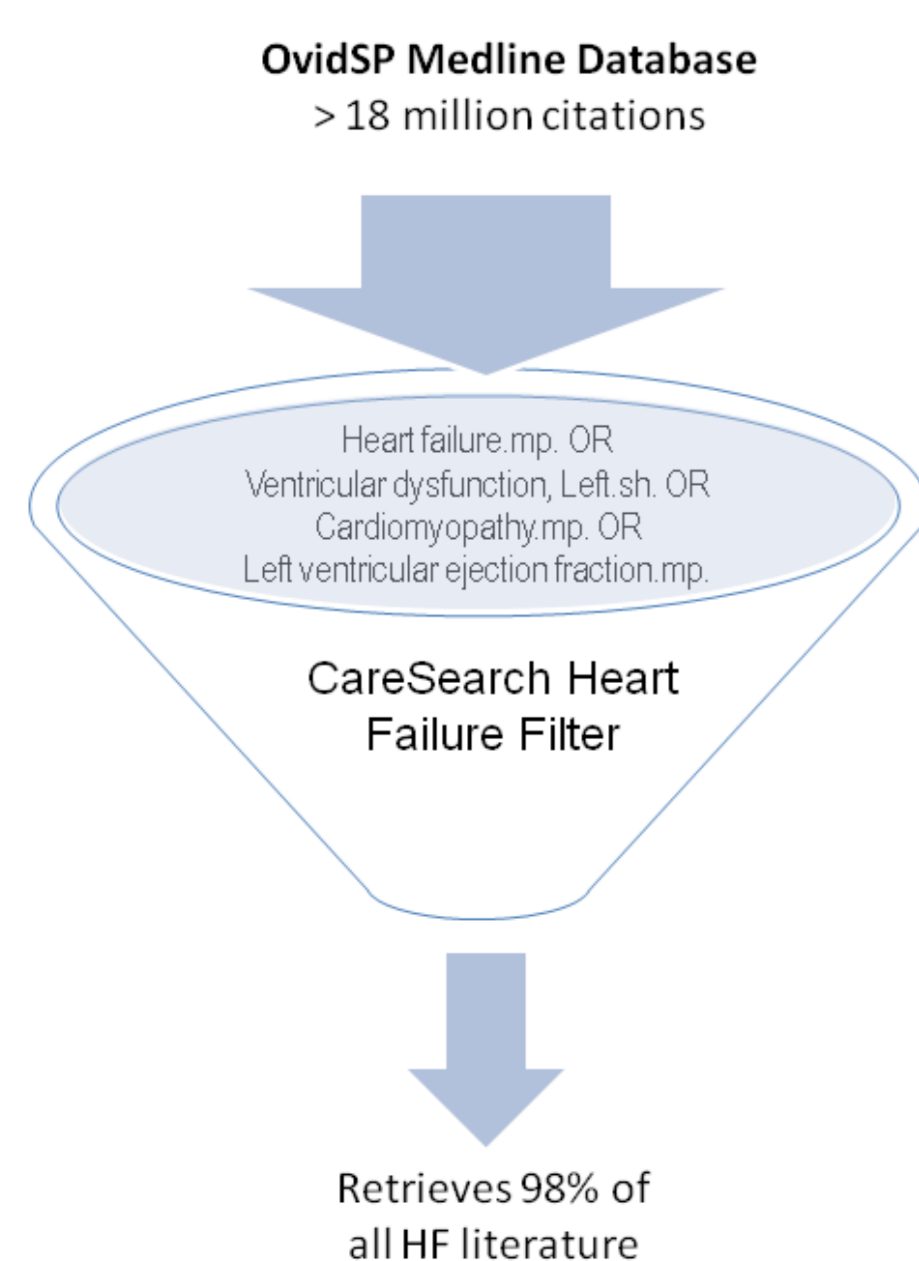 OvidSP Medline Database
> 18 million citations
Heart failure.mp. OR
Ventricular dysfunction, Left.sh. OR
Cardiomyopathy.mp. OR
Left ventricular ejection fraction.mp.
CareSearch Heart
Failure Filter
Retrieves 98% of
all HF literature